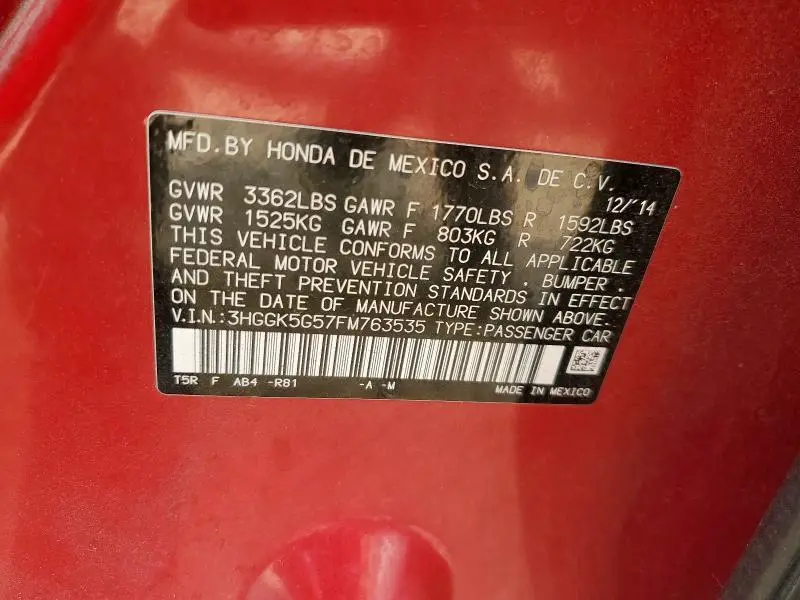 MFD.BY HONDA DE MEXICO S.A. DE C.V.
12/'14
GVWR 3362LBS GAWR F 1770LBS R 1592LBS
GVWR 1525KG GAWR F 803KG R 722KG
THIS VEHICLE CONFORMS TO ALL APPLICABLE
FEDERAL MOTOR VEHICLE SAFETY , BUMPER ,
AND THEFT PREVENTION STANDARDS IN EFFECT
ON THE DATE OF MANUFACTURE SHOWN ABOVE.
V.I.N.:3HGGK5G57FM763535 TYPE:PASSENGER CAR
T5R F AB4 -R81 -A -M MADE IN MEXICO